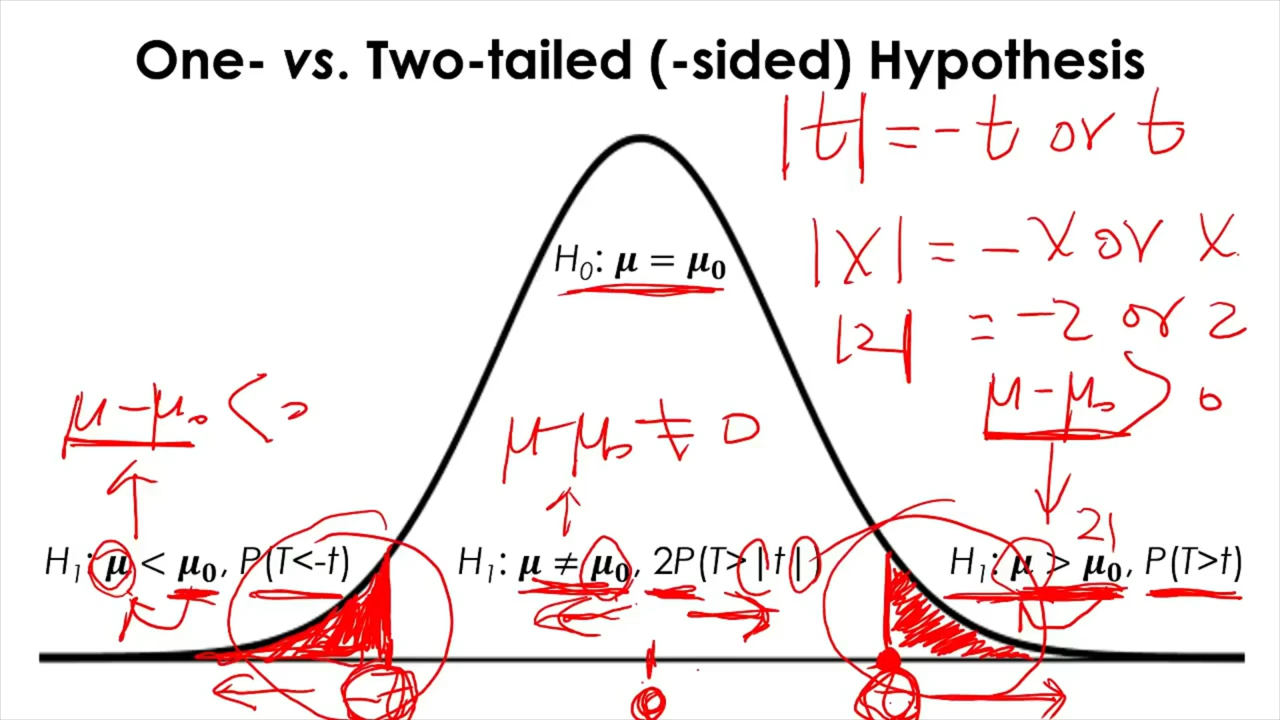 One- vs. Two-tailed (-sided) Hypothesis
|t| = -t or t
|x| = -x or x
H₀: μ = μ₀
|2| = -2 or 2
μ - μ₀ < 0
μ - μ₀ ≠ 0
μ - μ₀ > 0
21
H₁: μ < μ₀, P(T<-t)
H₁: μ ≠ μ₀, 2P(T>|t|)
H₁: μ > μ₀, P(T>t)
0